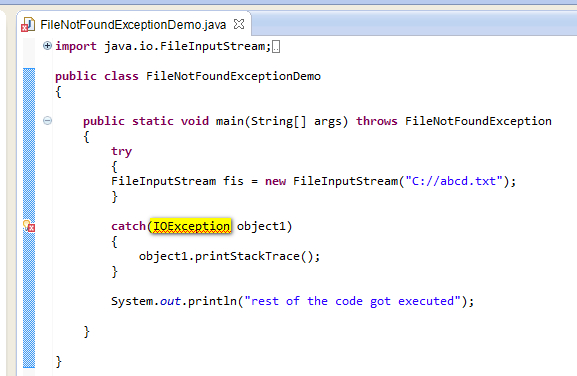 FileNotFoundExceptionDemo.java
import java.io.FileInputStream;
public class FileNotFoundExceptionDemo
{
public static void main(String[] args) throws FileNotFoundException
{
try
{
FileInputStream fis = new FileInputStream("C://abcd.txt");
}
catch(IOException object1)
{
object1.printStackTrace();
}
System.out.println("rest of the code got executed");
}
}